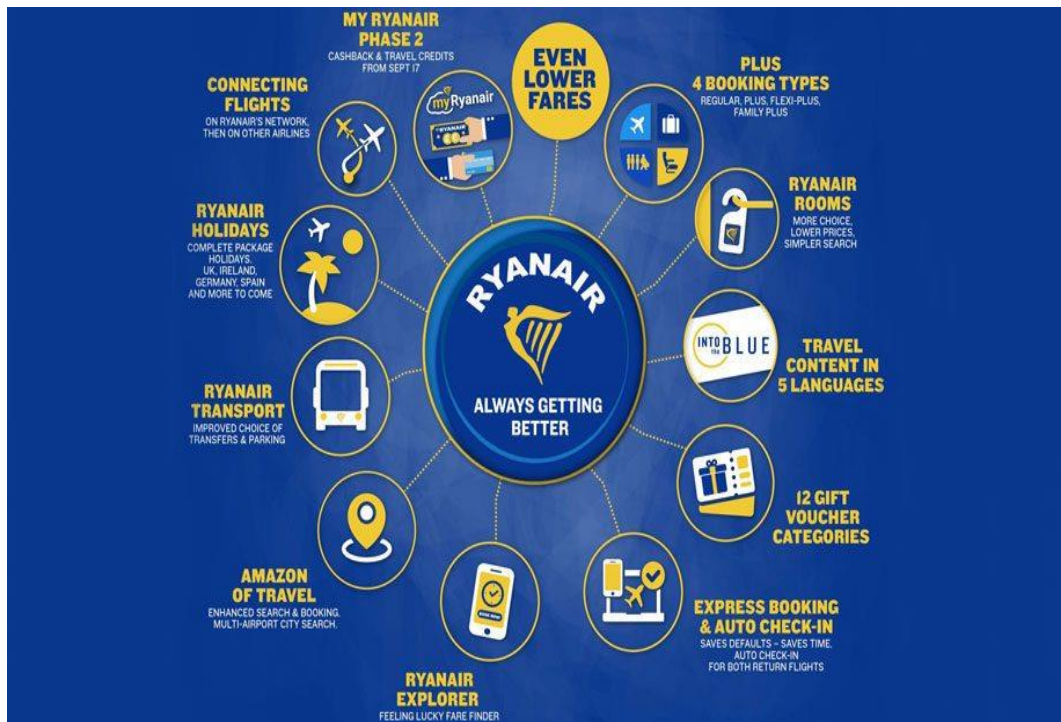 MY RYANAIR
PHASE 2
CASHBACK & TRAVEL CREDITS
FROM SEPT 17
myRyanair
RYANAIR
EVEN
LOWER
FARES
PLUS
4 BOOKING TYPES
REGULAR, PLUS, FLEXI-PLUS,
FAMILY PLUS
CONNECTING
FLIGHTS
ON RYANAIR'S NETWORK,
THEN ON OTHER AIRLINES
RYANAIR
ROOMS
MORE CHOICE,
LOWER PRICES,
SIMPLER SEARCH
RYANAIR
HOLIDAYS
COMPLETE PACKAGE
HOLIDAYS.
UK, IRELAND,
GERMANY, SPAIN
AND MORE TO COME
RYANAIR
ALWAYS GETTING
BETTER
INTO
the
BLUE
TRAVEL
CONTENT IN
5 LANGUAGES
RYANAIR
TRANSPORT
IMPROVED CHOICE OF
TRANSFERS & PARKING
12 GIFT
VOUCHER
CATEGORIES
AMAZON
OF TRAVEL
ENHANCED SEARCH & BOOKING.
MULTI-AIRPORT CITY SEARCH.
BOOK NOW
EXPRESS BOOKING
& AUTO CHECK-IN
SAVES DEFAULTS – SAVES TIME.
AUTO CHECK-IN
FOR BOTH RETURN FLIGHTS
RYANAIR
EXPLORER
FEELING LUCKY FARE FINDER